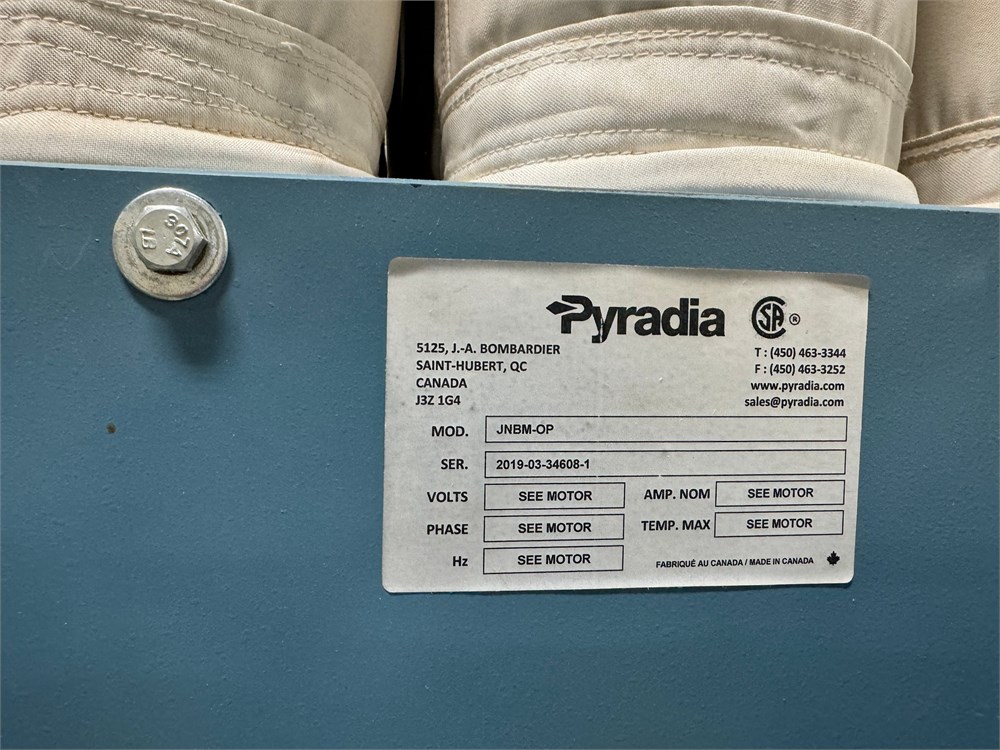 807A
LB
Pyradia
SA ®
5125, J.-A. BOMBARDIER
SAINT-HUBERT, QC
CANADA
J3Z 1G4
T : (450) 463-3344
F : (450) 463-3252
www.pyradia.com
sales@pyradia.com
MOD. JNBM-OP
SER. 2019-03-34608-1
VOLTS SEE MOTOR AMP. NOM SEE MOTOR
PHASE SEE MOTOR TEMP. MAX SEE MOTOR
Hz SEE MOTOR
FABRIQUÉ AU CANADA / MADE IN CANADA